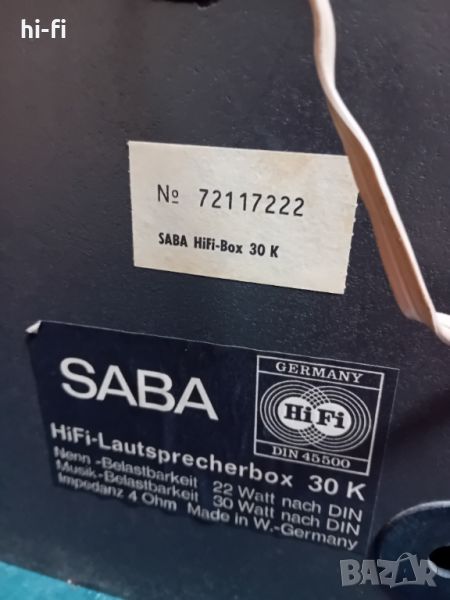 hi-fi
№ 72117222
SABA HiFi-Box 30 K
SABA
GERMANY
HiFi
DIN 45500
HiFi-Lautsprecherbox 30 K
Nenn -Belastbarkeit 22 Watt nach DIN
Musik-Belastbarkeit 30 Watt nach DIN
Impedanz 4 Ohm Made in W.-Germany
BAZAR